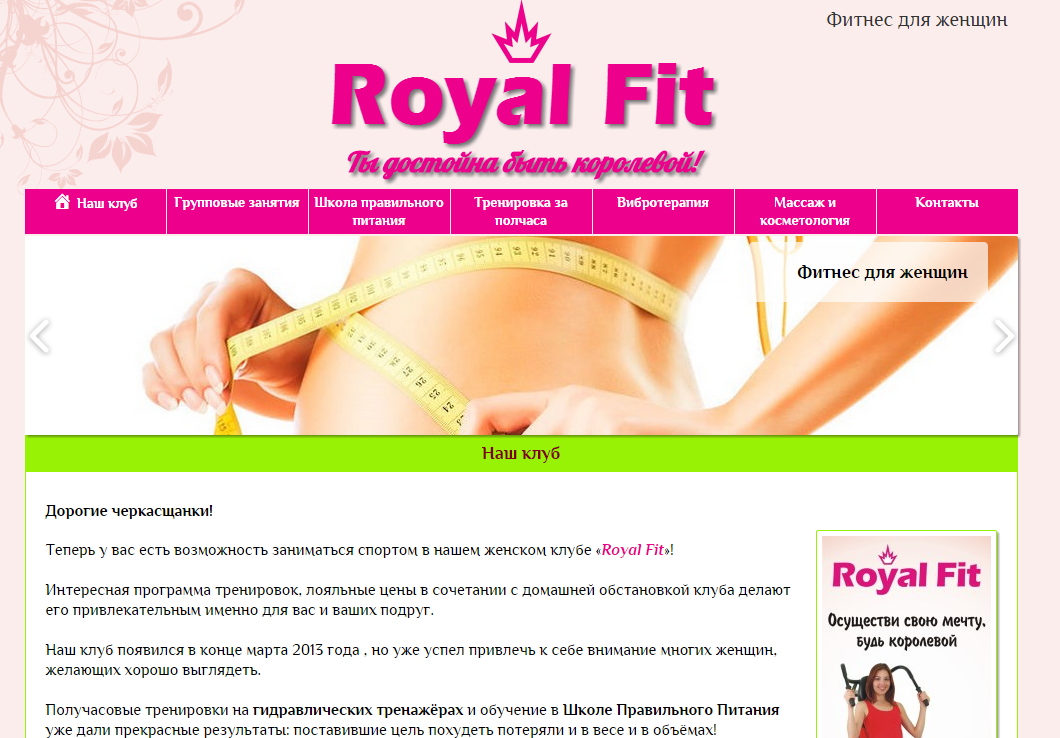 Фитнес для женщин
Royal Fit
Ты достойна быть королевой!
Наш клуб
Групповые занятия
Школа правильного
питания
Тренировка за
полчаса
Вибротерапия
Массаж и
косметология
Контакты
Фитнес для женщин
Наш клуб
Дорогие черкасщанки!
Теперь у вас есть возможность заниматься спортом в нашем женском клубе «Royal Fit»!
Интересная программа тренировок, лояльные цены в сочетании с домашней обстановкой клуба делают
его привлекательным именно для вас и ваших подруг.
Наш клуб появился в конце марта 2013 года , но уже успел привлечь к себе внимание многих женщин,
желающих хорошо выглядеть.
Получасовые тренировки на гидравлических тренажёрах и обучение в Школе Правильного Питания
уже дали прекрасные результаты: поставившие цель похудеть потеряли и в весе и в объёмах!
Royal Fit
Осуществи свою мечту,
будь королевой